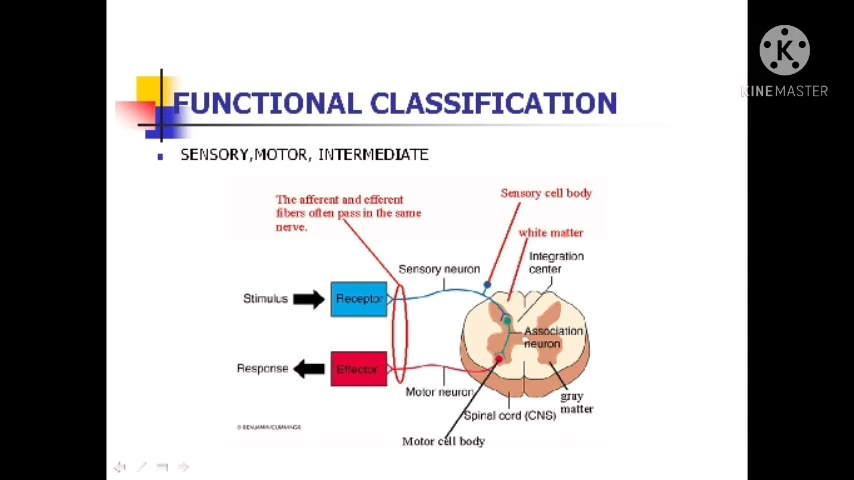 K
KINEMASTER
FUNCTIONAL CLASSIFICATION
SENSORY,MOTOR, INTERMEDIATE
The afferent and efferent
fibers often pass in the same
nerve.
Sensory cell body
white matter
Integration
center
Sensory neuron
Stimulus
Receptor
Association
neuron
Response
Effector
Motor neuron
gray
matter
Spinal cord (CNS)
© BENJAMIN/CUMMINGS
Motor cell body